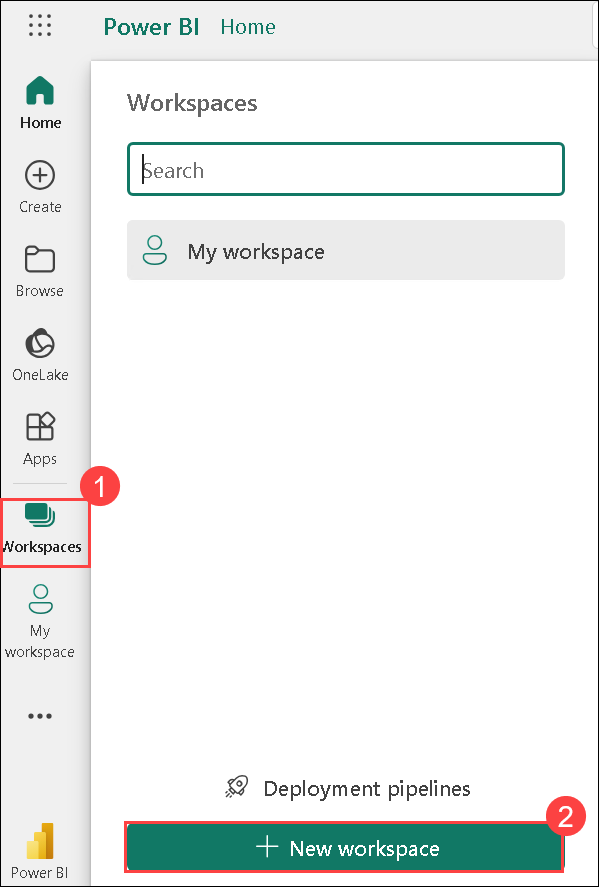 Power BI Home
Home
Create
Browse
OneLake
Apps
1
Workspaces
My
workspace
Power BI
Workspaces
Search
My workspace
Deployment pipelines
2
New workspace